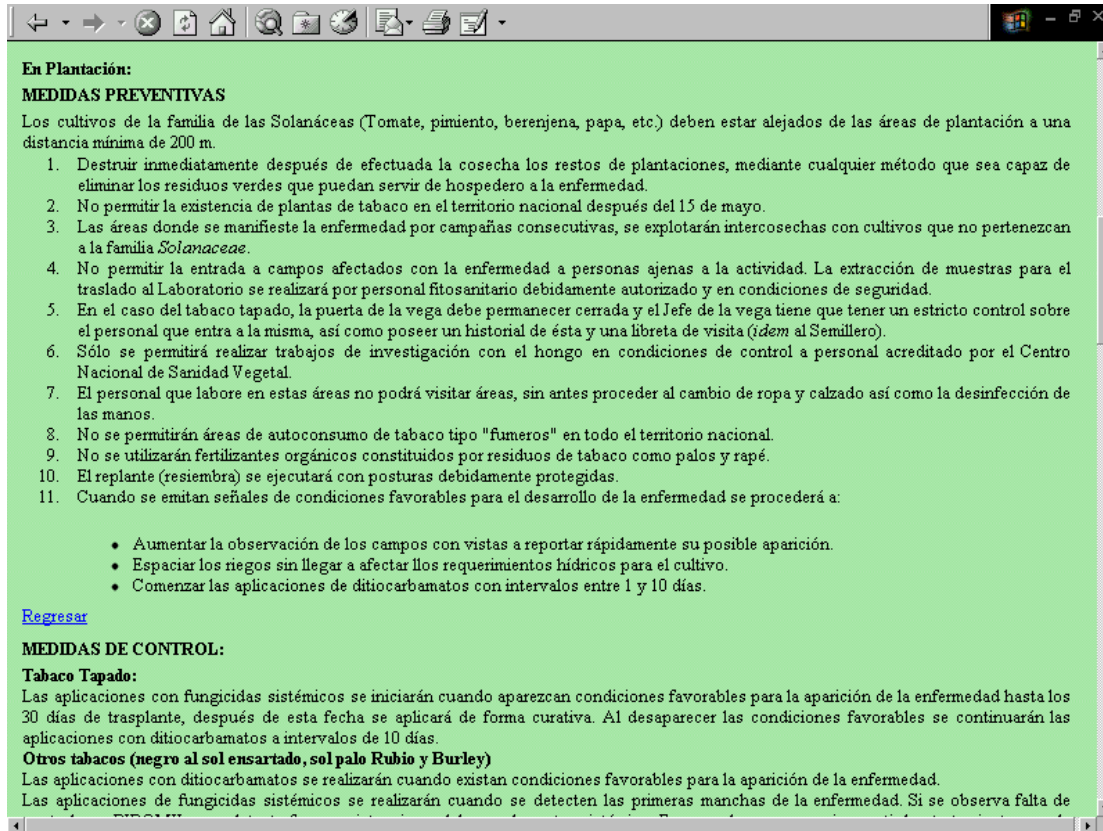 En Plantación:
MEDIDAS PREVENTIVAS
Los cultivos de la familia de las Solanáceas (Tomate, pimiento, berenjena, papa, etc.) deben estar alejados de las áreas de plantación a una
distancia mínima de 200 m.
1. Destruir inmediatamente después de efectuada la cosecha los restos de plantaciones, mediante cualquier método que sea capaz de
eliminar los residuos verdes que puedan servir de hospedero a la enfermedad.
2. No permitir la existencia de plantas de tabaco en el territorio nacional después del 15 de mayo.
3. Las áreas donde se manifieste la enfermedad por campañas consecutivas, se explotarán intercosechas con cultivos que no pertenezcan
a la familia Solanaceae.
4. No permitir la entrada a campos afectados con la enfermedad a personas ajenas a la actividad. La extracción de muestras para el
traslado al Laboratorio se realizará por personal fitosanitario debidamente autorizado y en condiciones de seguridad.
5. En el caso del tabaco tapado, la puerta de la vega debe permanecer cerrada y el Jefe de la vega tiene que tener un estricto control sobre
el personal que entra a la misma, así como poseer un historial de ésta y una libreta de visita (idem al Semillero).
6. Sólo se permitirá realizar trabajos de investigación con el hongo en condiciones de control a personal acreditado por el Centro
Nacional de Sanidad Vegetal.
7. El personal que labore en estas áreas no podrá visitar áreas, sin antes proceder al cambio de ropa y calzado así como la desinfección de
las manos.
8. No se permitirán áreas de autoconsumo de tabaco tipo "fumeros" en todo el territorio nacional.
9. No se utilizarán fertilizantes orgánicos constituidos por residuos de tabaco como palos y rapé.
10. El replante (resiembra) se ejecutará con posturas debidamente protegidas.
11. Cuando se emitan señales de condiciones favorables para el desarrollo de la enfermedad se procederá a:
• Aumentar la observación de los campos con vistas a reportar rápidamente su posible aparición.
• Espaciar los riegos sin llegar a afectar llos requerimientos hídricos para el cultivo.
• Comenzar las aplicaciones de ditiocarbamatos con intervalos entre 1 y 10 días.
Regresar
MEDIDAS DE CONTROL:
Tabaco Tapado:
Las aplicaciones con fungicidas sistémicos se iniciarán cuando aparezcan condiciones favorables para la aparición de la enfermedad hasta los
30 días de trasplante, después de esta fecha se aplicará de forma curativa. Al desaparecer las condiciones favorables se continuarán las
aplicaciones con ditiocarbamatos a intervalos de 10 días.
Otros tabacos (negro al sol ensartado, sol palo Rubio y Burley)
Las aplicaciones con ditiocarbamatos se realizarán cuando existan condiciones favorables para la aparición de la enfermedad.
Las aplicaciones de fungicidas sistémicos se realizarán cuando se detecten las primeras manchas de la enfermedad. Si se observa falta de